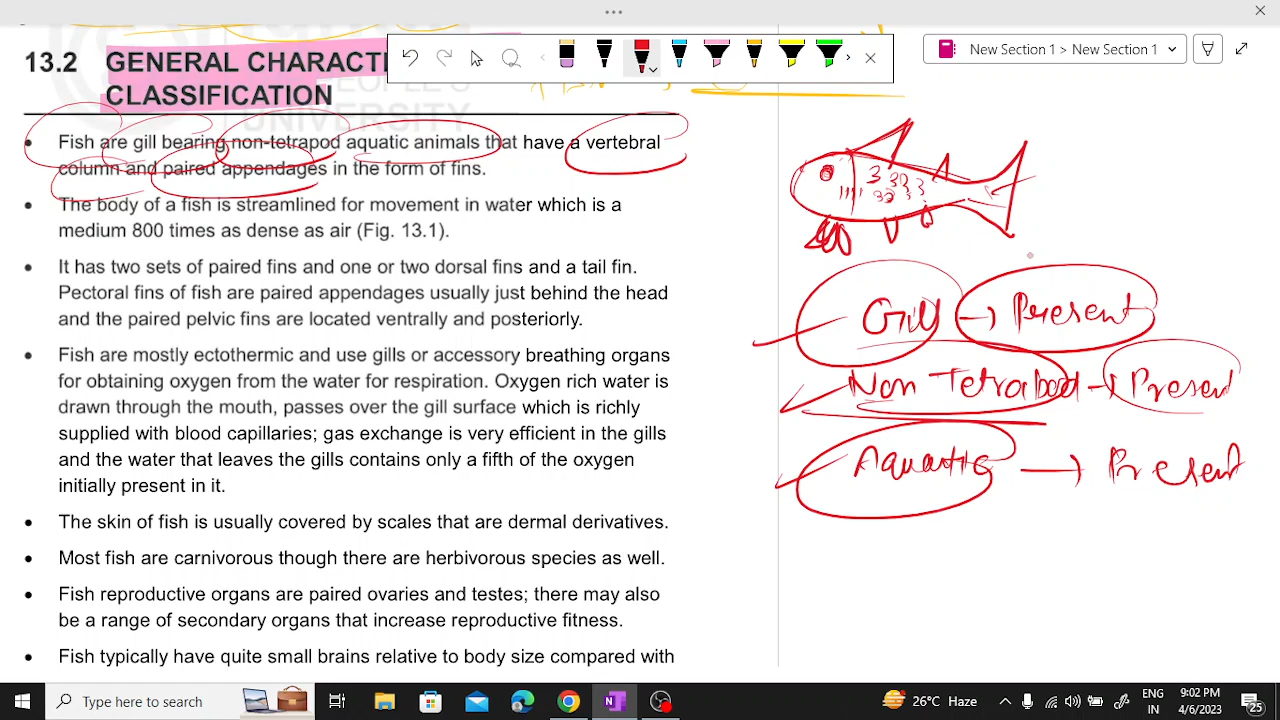 New Section 1 > New Section 1
13.2 GENERAL CHARACTE
CLASSIFICATION
PEOPLE'S
UNIVERSITY
• Fish are gill bearing non-tetrapod aquatic animals that have a vertebral
column and paired appendages in the form of fins.
• The body of a fish is streamlined for movement in water which is a
medium 800 times as dense as air (Fig. 13.1).
• It has two sets of paired fins and one or two dorsal fins and a tail fin.
Pectoral fins of fish are paired appendages usually just behind the head
and the paired pelvic fins are located ventrally and posteriorly.
• Fish are mostly ectothermic and use gills or accessory breathing organs
for obtaining oxygen from the water for respiration. Oxygen rich water is
drawn through the mouth, passes over the gill surface which is richly
supplied with blood capillaries; gas exchange is very efficient in the gills
and the water that leaves the gills contains only a fifth of the oxygen
initially present in it.
• The skin of fish is usually covered by scales that are dermal derivatives.
• Most fish are carnivorous though there are herbivorous species as well.
• Fish reproductive organs are paired ovaries and testes; there may also
be a range of secondary organs that increase reproductive fitness.
• Fish typically have quite small brains relative to body size compared with
Gill → Present
Non Tetrabod → Present
Aquatic → Present
Type here to search
26°C Haze
ENG
IN
9:02 PM
4/6/2023
25